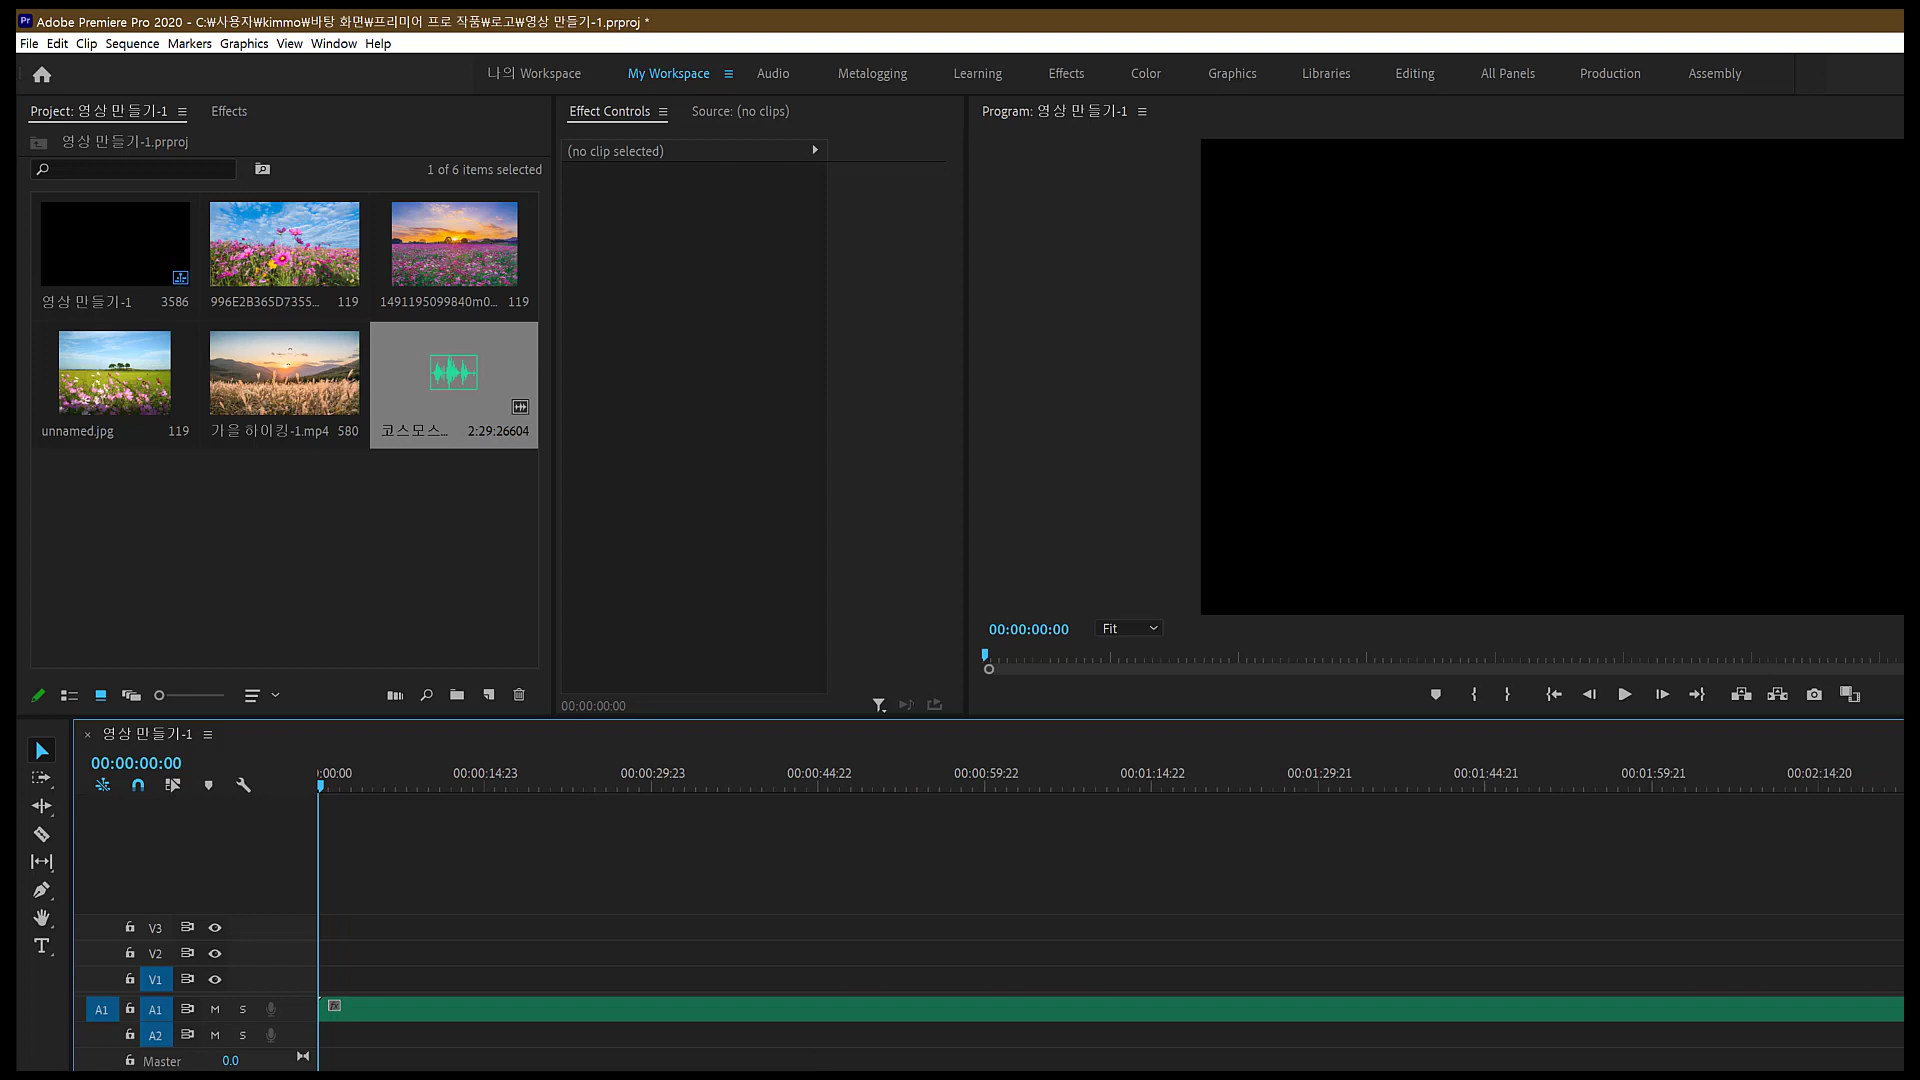 Pr Adobe Premiere Pro 2020 - C:₩사용자₩kimmo₩바탕 화면₩프리미어 프로 작품₩로고₩영상 만들기-1.prproj *
File Edit Clip Sequence Markers Graphics View Window Help
나의 Workspace My Workspace Audio Metalogging Learning Effects Color Graphics Libraries Editing All Panels Production Assembly
Project: 영상 만들기-1 Effects
Effect Controls Source: (no clips)
Program: 영상 만들기-1
영상 만들기-1.prproj
(no clip selected)
1 of 6 items selected
영상 만들기-1 3586
996E2B365D7355... 119
1491195099840m0... 119
unnamed.jpg 119
가을 하이킹-1.mp4 580
코스모스... 2:29:26604
00:00:00:00 Fit
00:00:00:00
영상 만들기-1
00:00:00:00
:00:00 00:00:14:23 00:00:29:23 00:00:44:22 00:00:59:22 00:01:14:22 00:01:29:21 00:01:44:21 00:01:59:21 00:02:14:20
V3
V2
V1
A1 A1 M S
A2 M S
Master 0.0